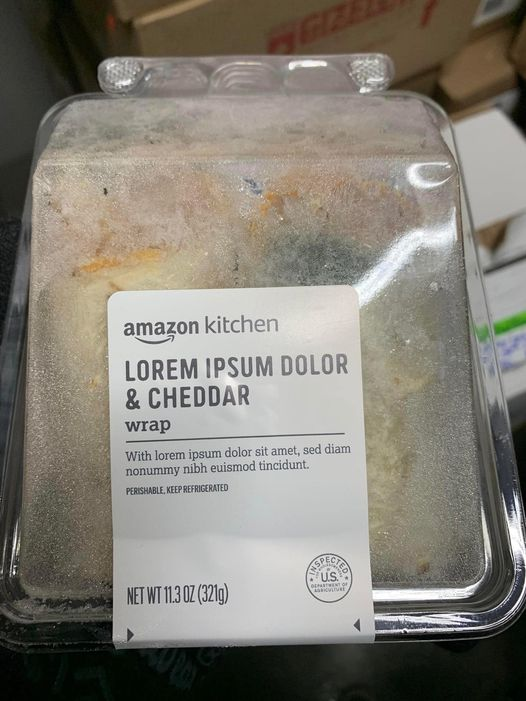 amazon kitchen
LOREM IPSUM DOLOR
& CHEDDAR
wrap
With lorem ipsum dolor sit amet, sed diam
nonummy nibh euismod tincidunt.
PERISHABLE, KEEP REFRIGERATED
NET WT 11.3 OZ (321g)
INSPECTED
U.S.
DEPARTMENT OF
AGRICULTURE